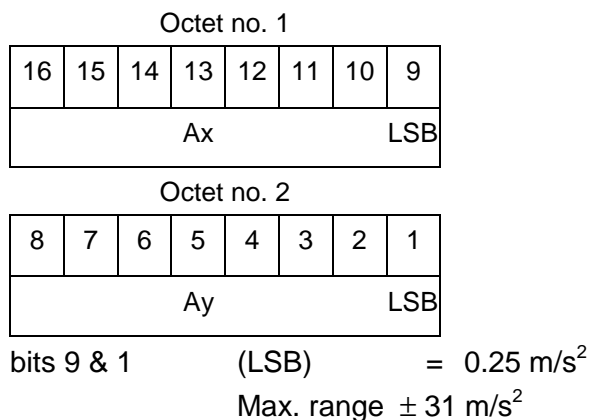 Octet no. 1
16 15 14 13 12 11 10 9
Ax LSB
Octet no. 2
8 7 6 5 4 3 2 1
Ay LSB
bits 9 & 1 (LSB) = 0.25 m/s²
Max. range ± 31 m/s²